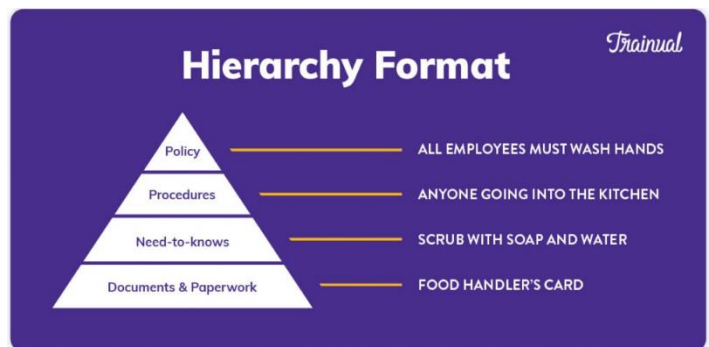 Trainual
Hierarchy Format
Policy
ALL EMPLOYEES MUST WASH HANDS
Procedures
ANYONE GOING INTO THE KITCHEN
Need-to-knows
SCRUB WITH SOAP AND WATER
Documents & Paperwork
FOOD HANDLER'S CARD